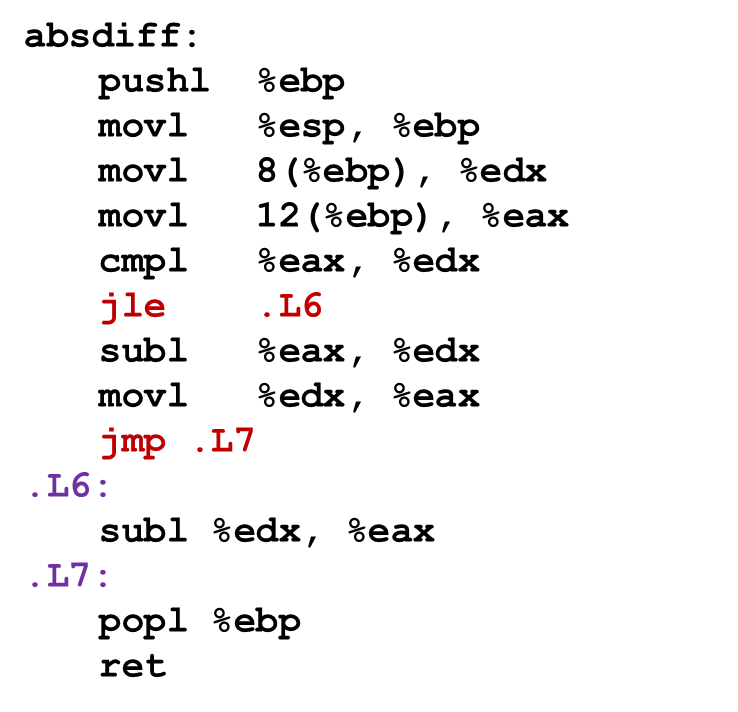 absdiff:
pushl %ebp
movl %esp, %ebp
movl 8(%ebp), %edx
movl 12(%ebp), %eax
cmpl %eax, %edx
jle .L6
subl %eax, %edx
movl %edx, %eax
jmp .L7
.L6:
subl %edx, %eax
.L7:
popl %ebp
ret